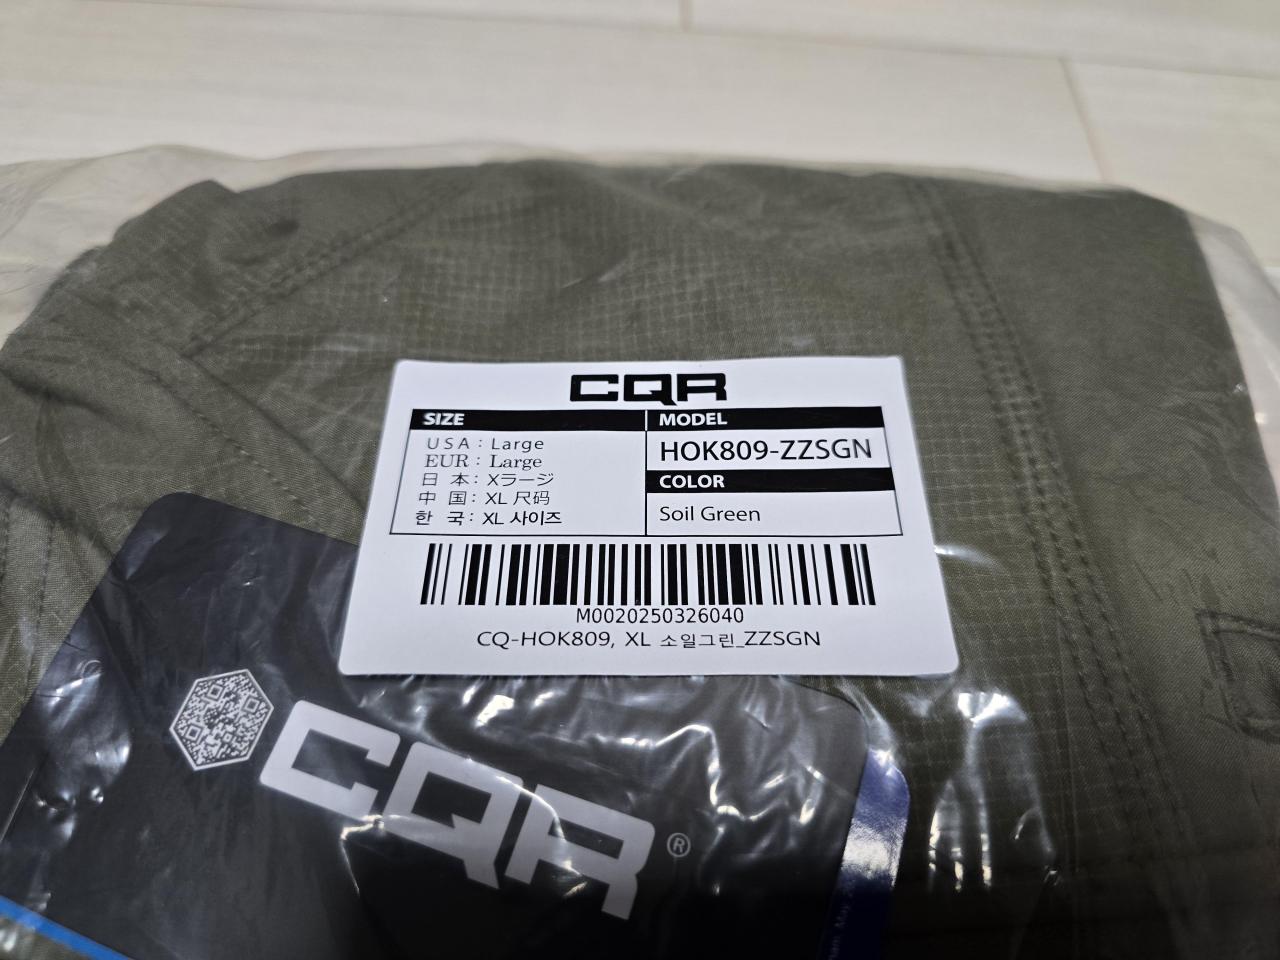 CQR
SIZE
USA : Large
EUR : Large
日 本 : Xラージ
中 国 : XL 尺码
한 국 : XL 사이즈
MODEL
HOK809-ZZSGN
COLOR
Soil Green
M0020250326040
CQ-HOK809, XL 소일그린_ZZSGN
CQR®